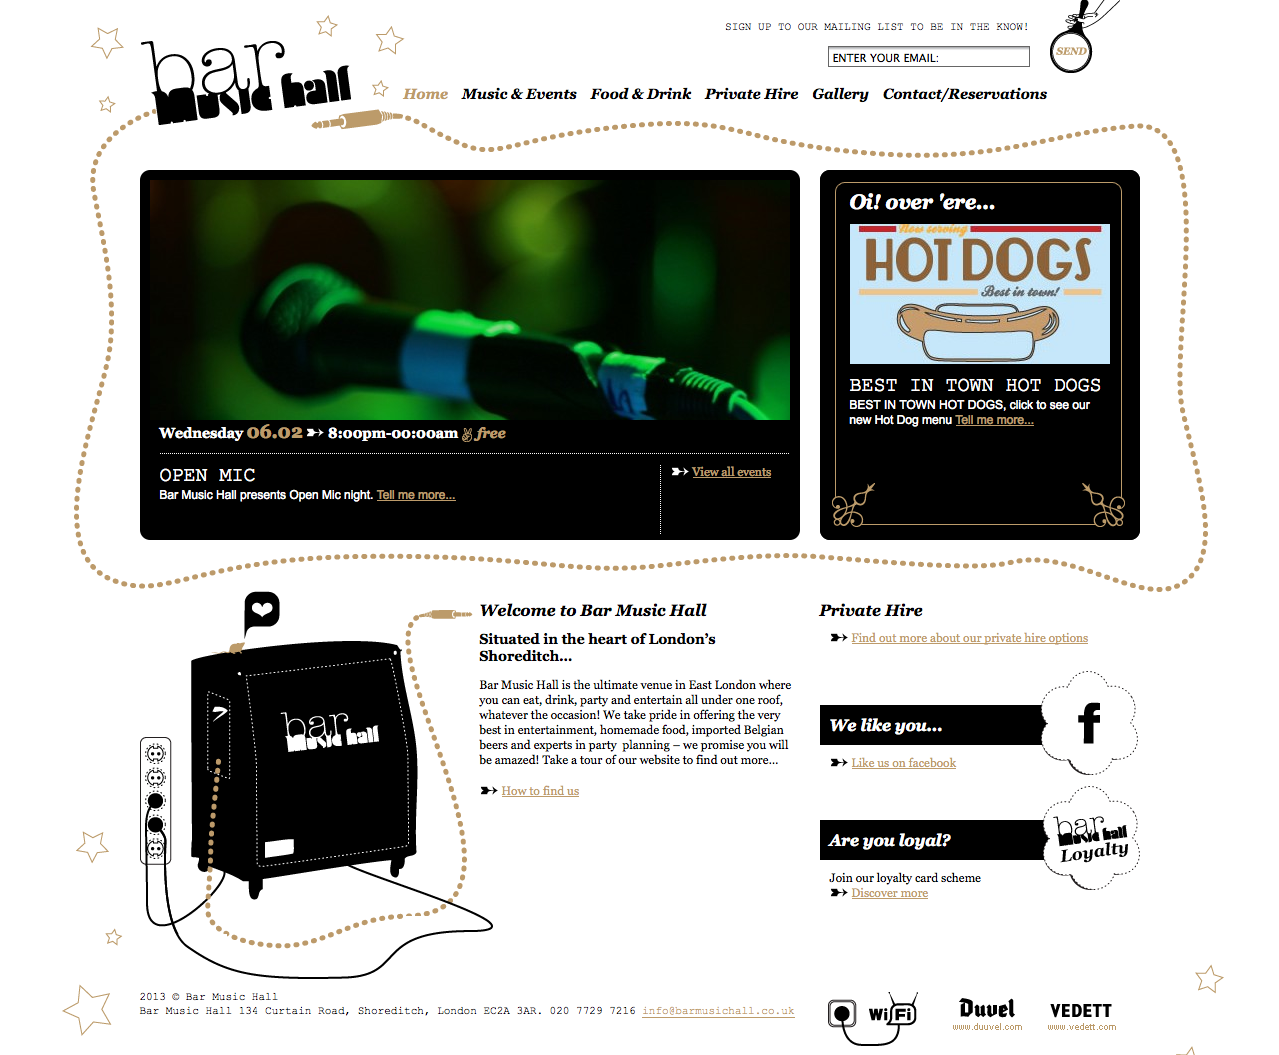 SIGN UP TO OUR MAILING LIST TO BE IN THE KNOW!
ENTER YOUR EMAIL:
SEND
bar
Music hall
Home Music & Events Food & Drink Private Hire Gallery Contact/Reservations
Oi! over 'ere...
Now serving
HOT DOGS
Best in town!
BEST IN TOWN HOT DOGS
BEST IN TOWN HOT DOGS, click to see our
new Hot Dog menu Tell me more...
Wednesday 06.02 8:00pm-00:00am free
OPEN MIC
Bar Music Hall presents Open Mic night. Tell me more...
View all events
bar
Music hall
Welcome to Bar Music Hall
Situated in the heart of London's
Shoreditch...
Bar Music Hall is the ultimate venue in East London where
you can eat, drink, party and entertain all under one roof,
whatever the occasion! We take pride in offering the very
best in entertainment, homemade food, imported Belgian
beers and experts in party planning – we promise you will
be amazed! Take a tour of our website to find out more...
How to find us
Private Hire
Find out more about our private hire options
We like you...
f
Like us on facebook
Are you loyal?
bar
Music hall
Loyalty
Join our loyalty card scheme
Discover more
2013 © Bar Music Hall
Bar Music Hall 134 Curtain Road, Shoreditch, London EC2A 3AR. 020 7729 7216 info@barmusichall.co.uk
WiFi
Duvel
www.duuvel.com
VEDETT
www.vedett.com